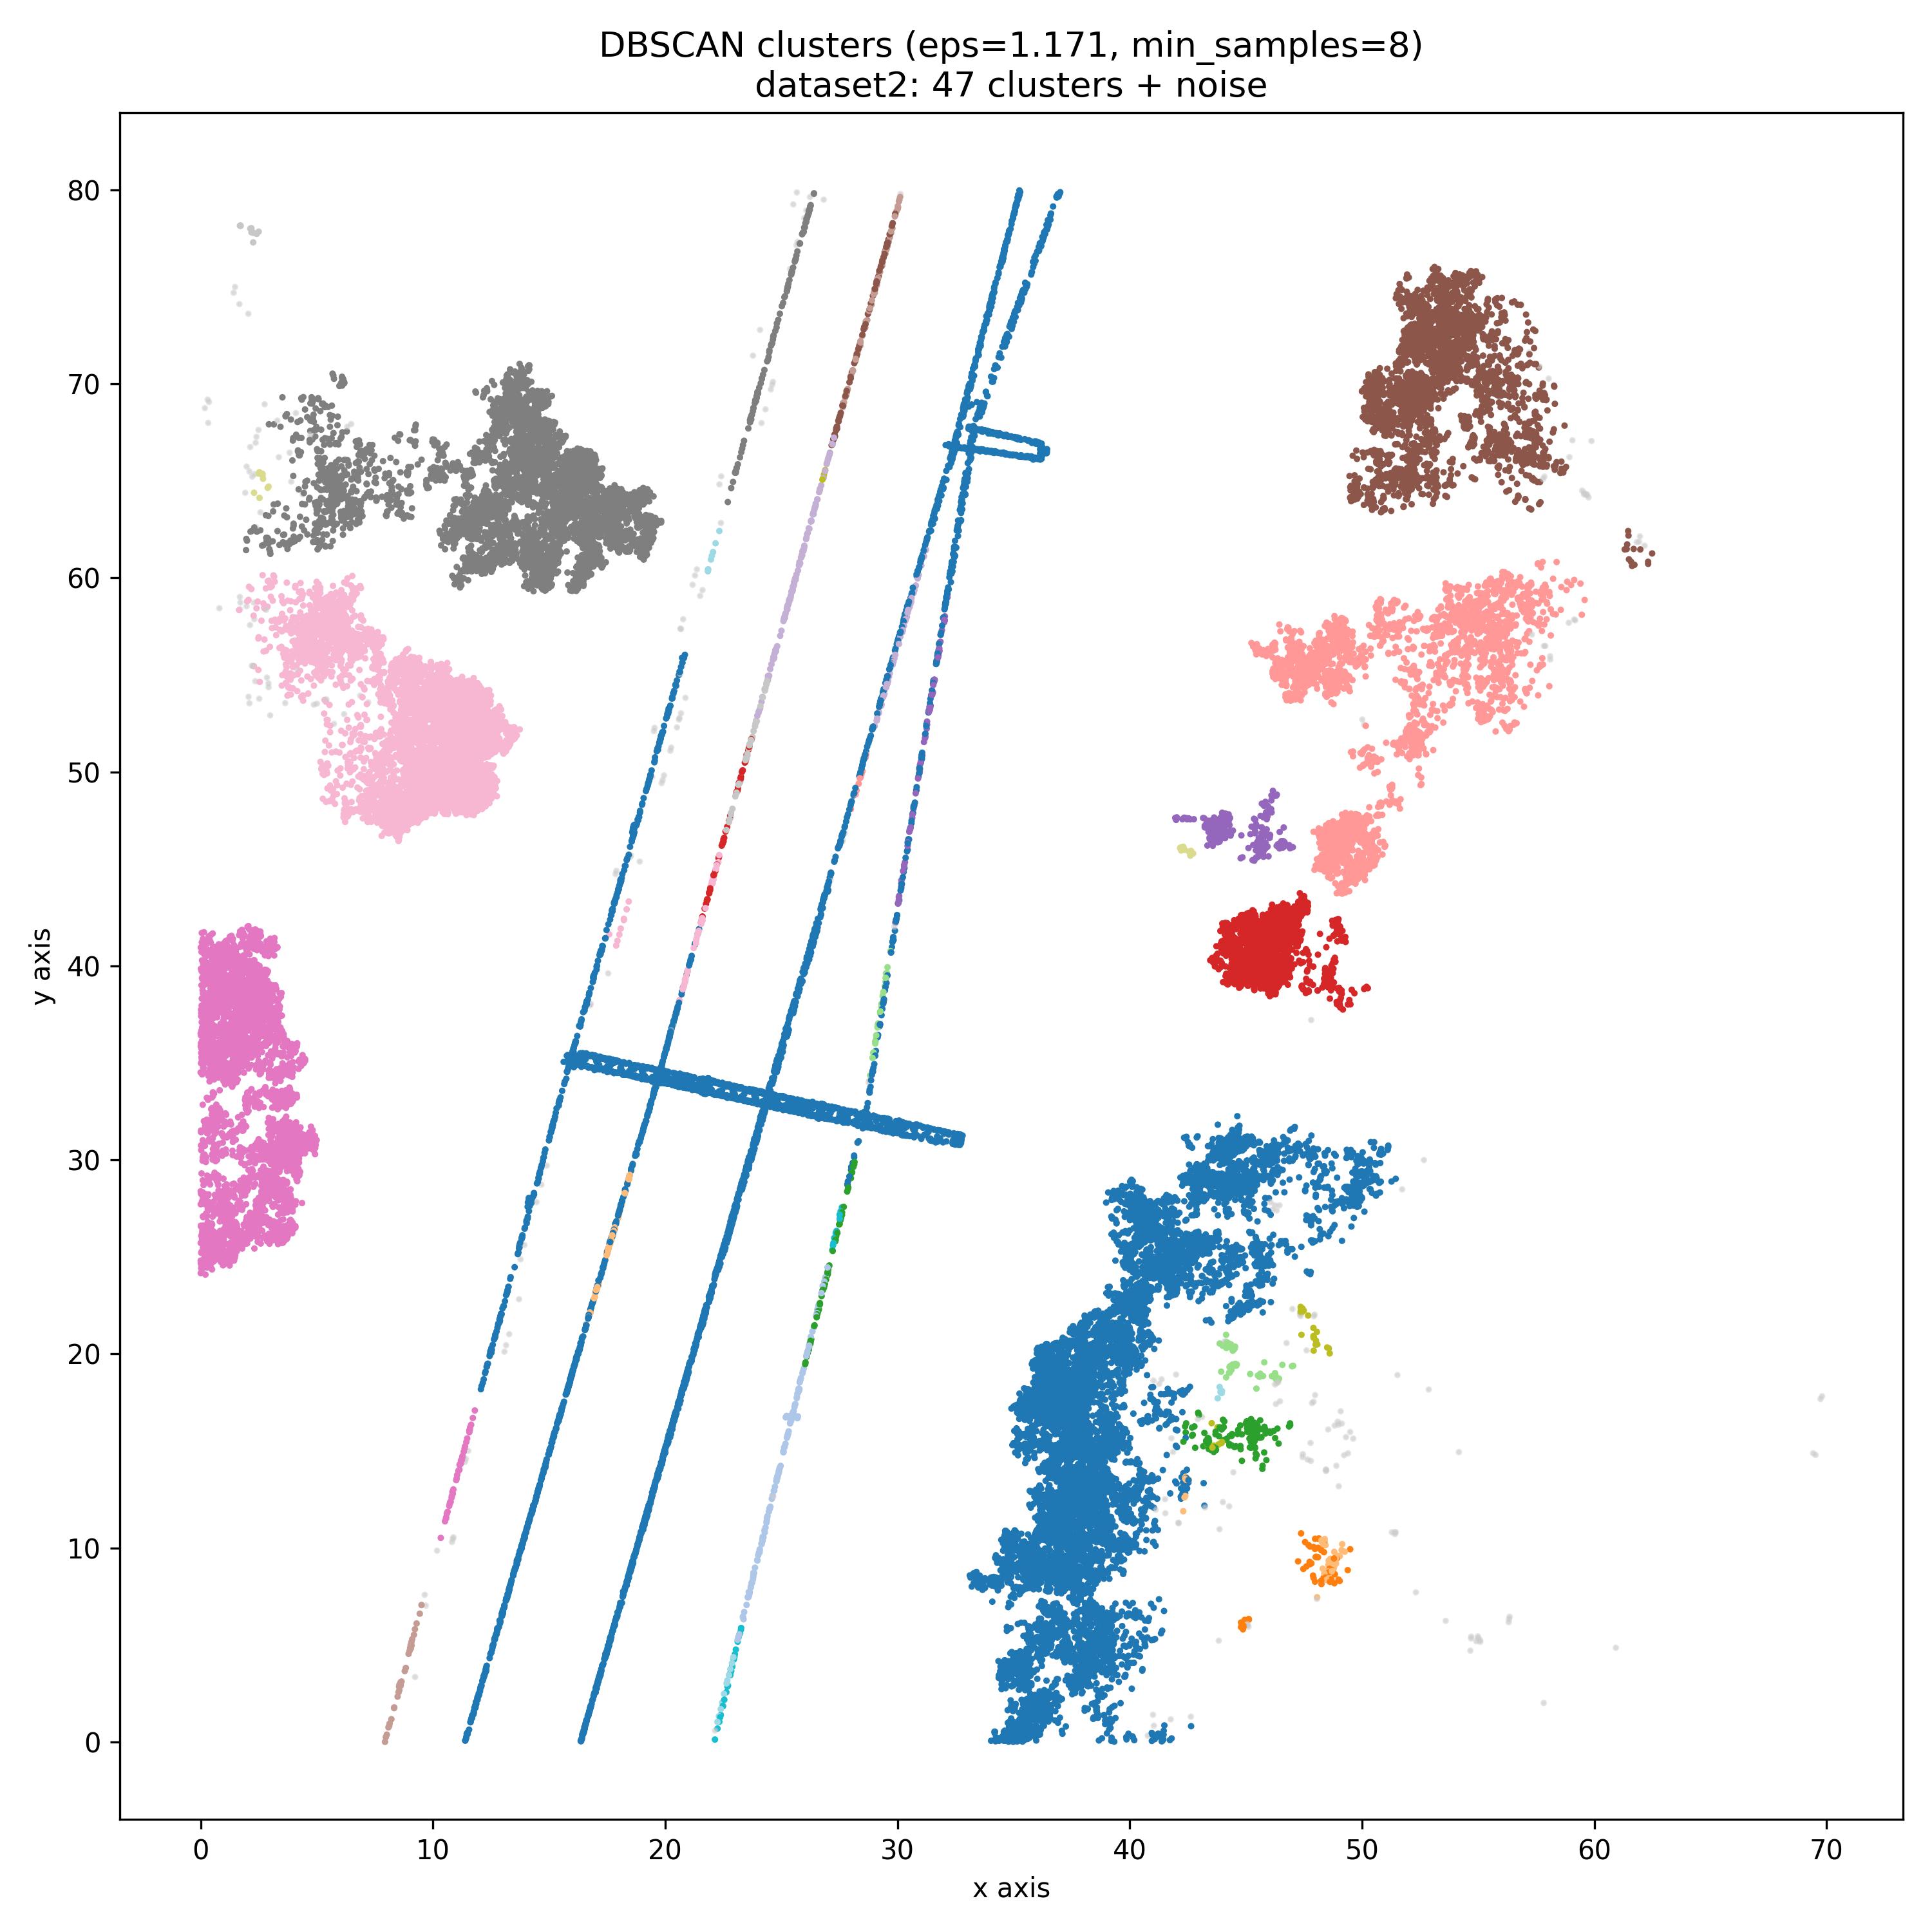 DBSCAN clusters (eps=1.171, min_samples=8)
dataset2: 47 clusters + noise
80
70
60
50
40
30
20
10
0
y axis
0 10 20 30 40 50 60 70
x axis